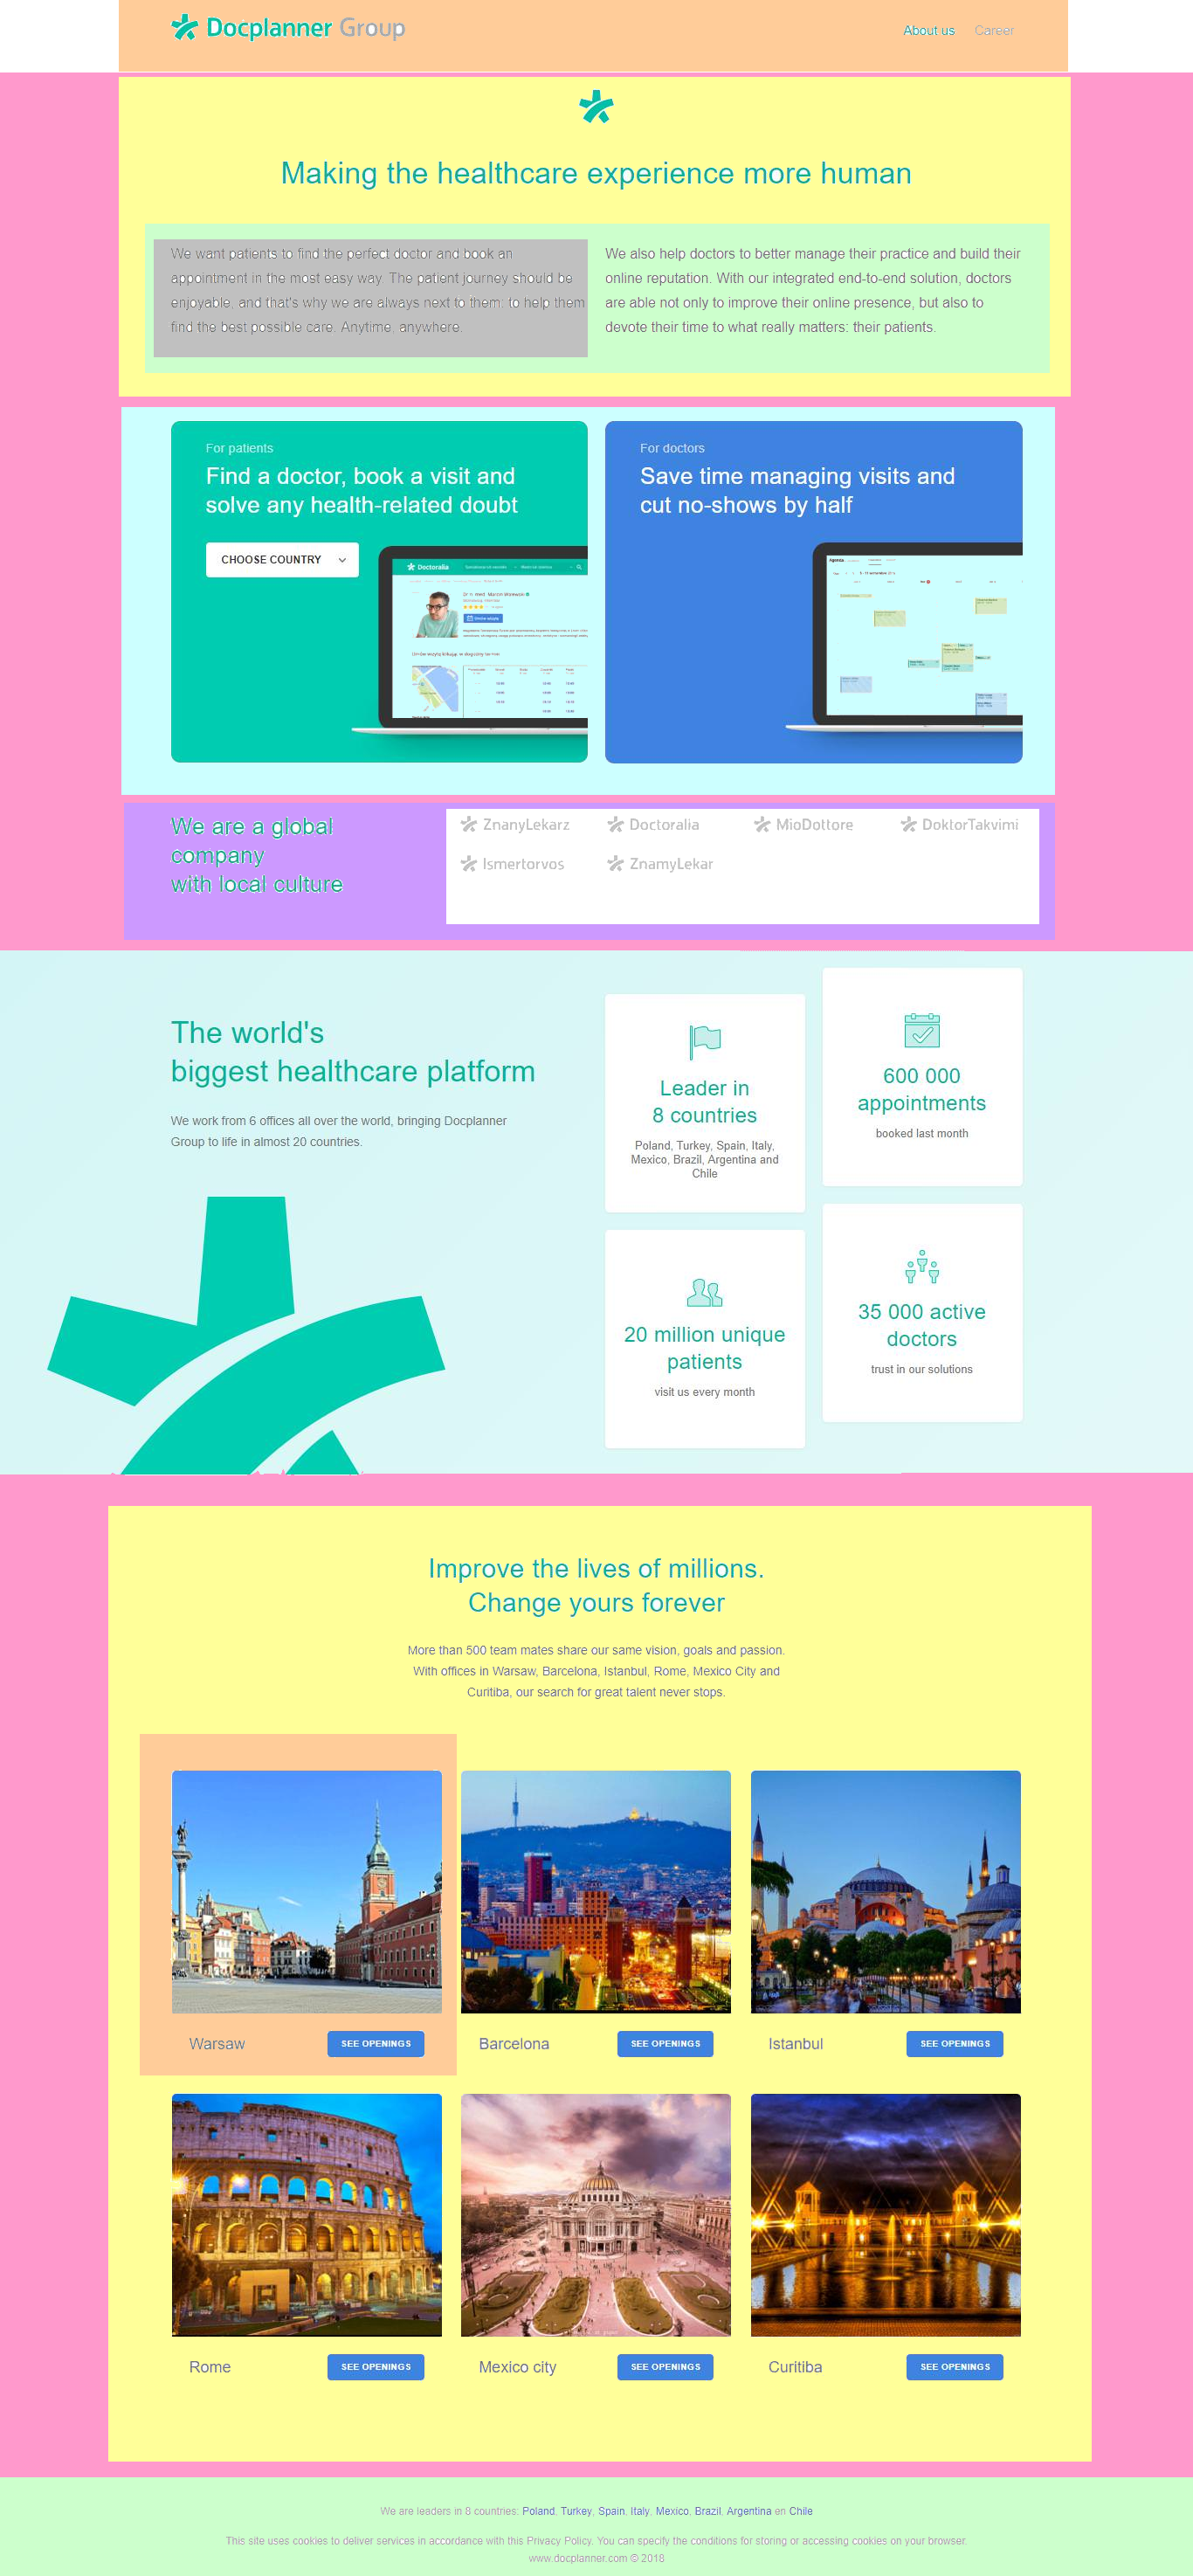 Docplanner Group
About us Career
Making the healthcare experience more human
We want patients to find the perfect doctor and book an
appointment in the most easy way. The patient journey should be
enjoyable, and that's why we are always next to them: to help them
find the best possible care. Anytime, anywhere.
We also help doctors to better manage their practice and build their
online reputation. With our integrated end-to-end solution, doctors
are able not only to improve their online presence, but also to
devote their time to what really matters: their patients.
For patients
Find a doctor, book a visit and
solve any health-related doubt
CHOOSE COUNTRY
Doctoralia
For doctors
Save time managing visits and
cut no-shows by half
We are a global
company
with local culture
ZnanyLekarz Doctoralia MioDottore DoktorTakvimi
Ismertorvos ZnamyLekar
The world's
biggest healthcare platform
We work from 6 offices all over the world, bringing Docplanner
Group to life in almost 20 countries.
Leader in
8 countries
Poland, Turkey, Spain, Italy,
Mexico, Brazil, Argentina and
Chile
600 000
appointments
booked last month
20 million unique
patients
visit us every month
35 000 active
doctors
trust in our solutions
Improve the lives of millions.
Change yours forever
More than 500 team mates share our same vision, goals and passion.
With offices in Warsaw, Barcelona, Istanbul, Rome, Mexico City and
Curitiba, our search for great talent never stops.
Warsaw SEE OPENINGS
Barcelona SEE OPENINGS
Istanbul SEE OPENINGS
Rome SEE OPENINGS
Mexico city SEE OPENINGS
Curitiba SEE OPENINGS
We are leaders in 8 countries: Poland, Turkey, Spain, Italy, Mexico, Brazil, Argentina en Chile
This site uses cookies to deliver services in accordance with this Privacy Policy. You can specify the conditions for storing or accessing cookies on your browser.
www.docplanner.com © 2018